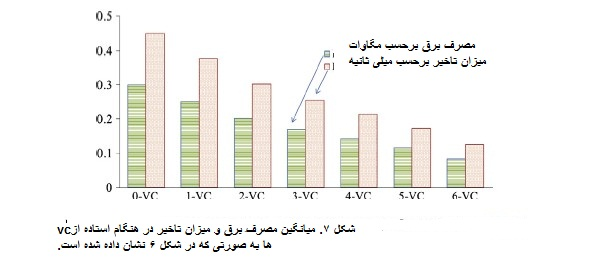 0.5
مصرف برق برحسب مگاوات
0.4
میزان تاخیر برحسب میلی ثانیه
0.3
0.2
0.1
0
0-VC 1-VC 2-VC 3-VC 4-VC 5-VC 6-VC
شکل ۷. میانگین مصرف برق و میزان تاخیر در هنگام استاده ازvc
ها به صورتی که در شکل ۶ نشان داده شده است.